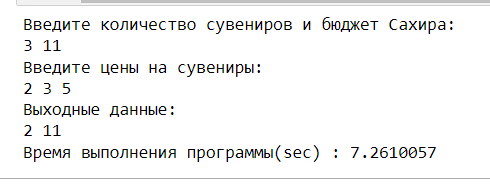 Введите количество сувениров и бюджет Сахира:
3 11
Введите цены на сувениры:
2 3 5
Выходные данные:
2 11
Время выполнения программы(sec) : 7.2610057